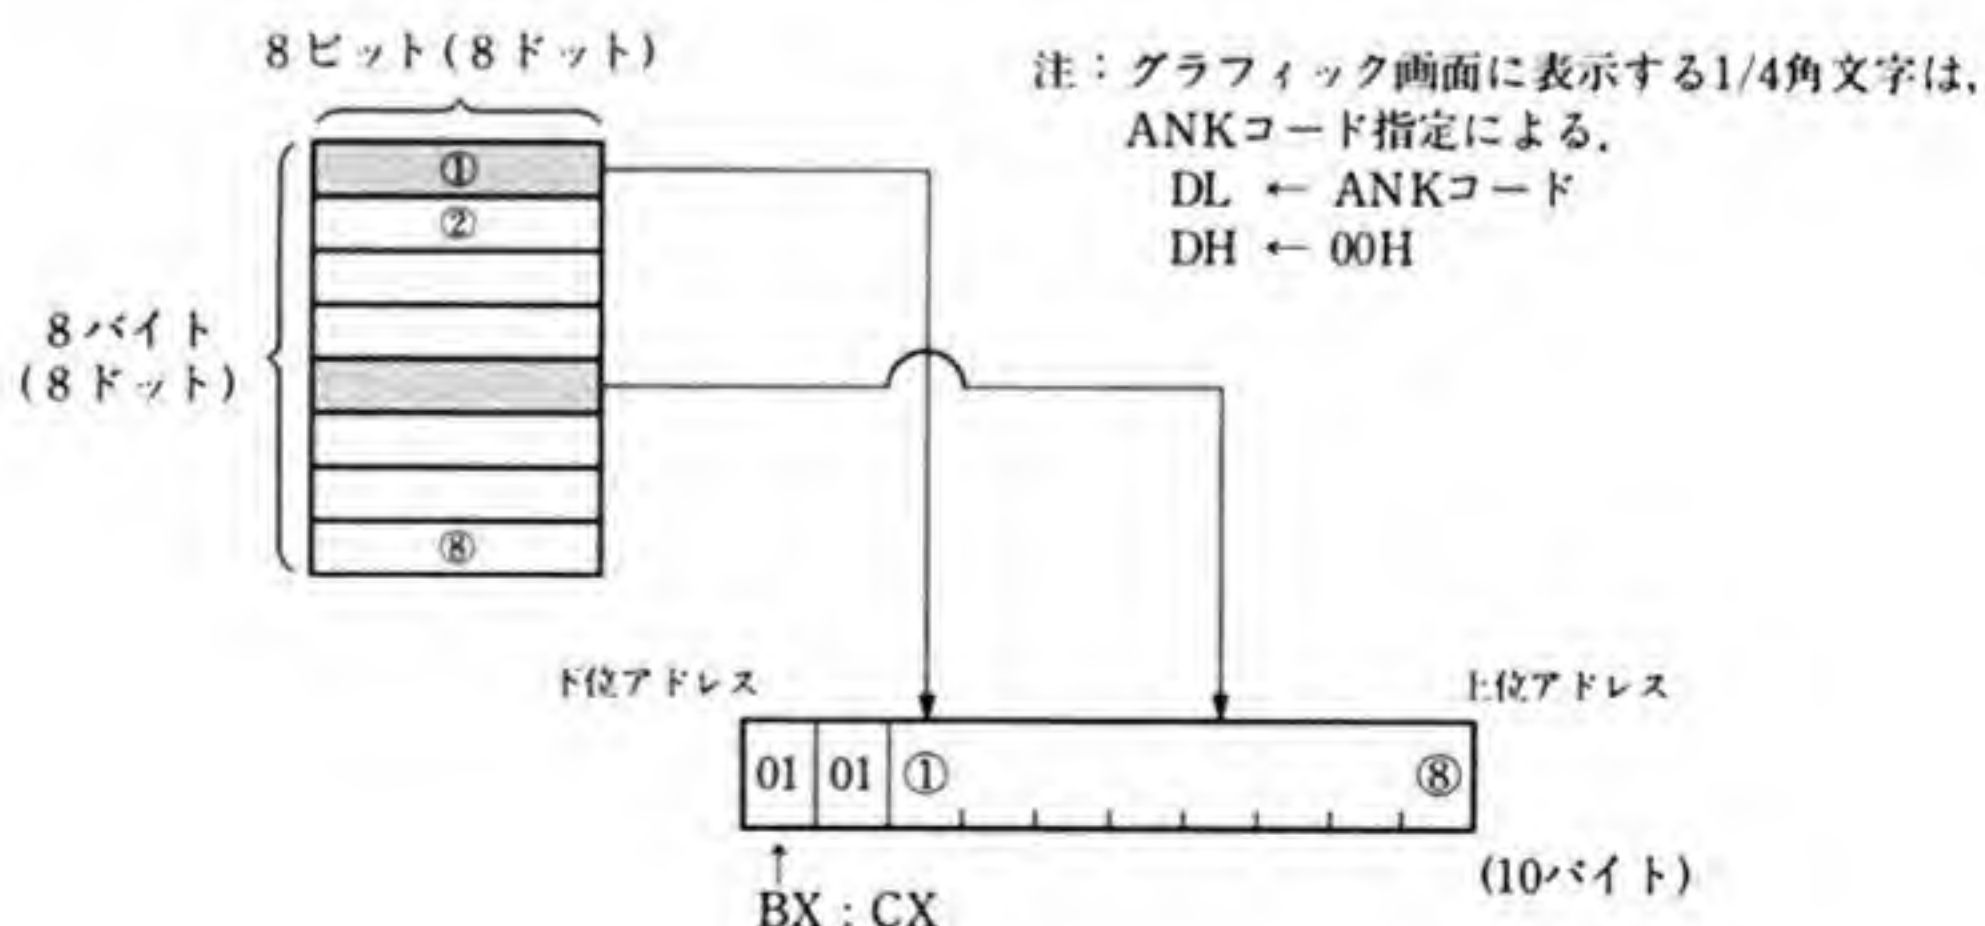 8ビット(8ドット)
注：グラフィック画面に表示する1/4角文字は，
ANKコード指定による．
DL ← ANKコード
DH ← 00H
①
②
8バイト
(8ドット)
⑧
下位アドレス
上位アドレス
01 01 ① ⑧
↑
BX：CX
(10バイト)